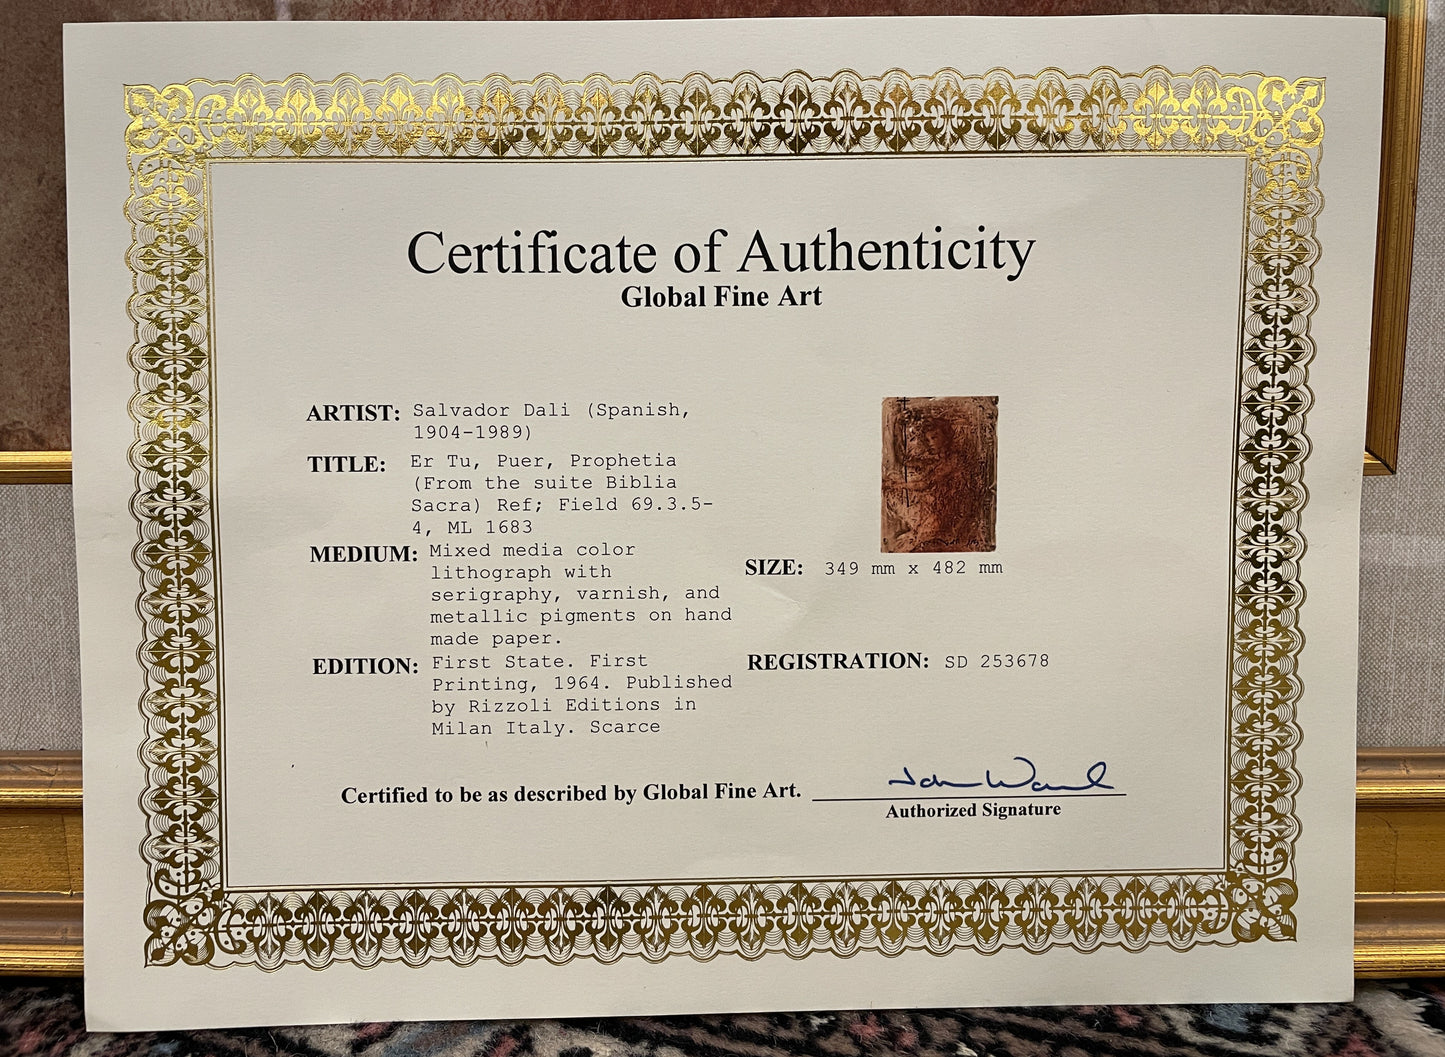 Certificate of Authenticity
Global Fine Art
ARTIST: Salvador Dali (Spanish,
1904-1989)
TITLE: Er Tu, Puer, Prophetia
(From the suite Biblia
Sacra) Ref; Field 69.3.5-
4, ML 1683
MEDIUM: Mixed media color
lithograph with
serigraphy, varnish, and
metallic pigments on hand
made paper.
SIZE: 349 mm x 482 mm
EDITION: First State. First
Printing, 1964. Published
by Rizzoli Editions in
Milan Italy. Scarce
REGISTRATION: SD 253678
Certified to be as described by Global Fine Art.
Authorized Signature